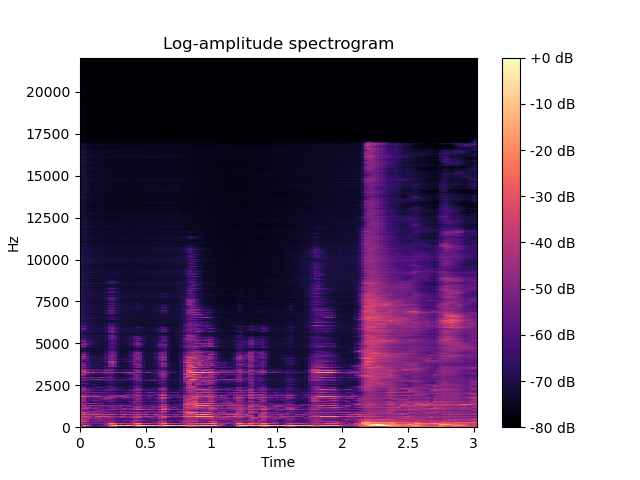 Log-amplitude spectrogram
20000
17500
15000
12500
10000
7500
5000
2500
0
Hz
0 0.5 1 1.5 2 2.5 3
Time
+0 dB
-10 dB
-20 dB
-30 dB
-40 dB
-50 dB
-60 dB
-70 dB
-80 dB